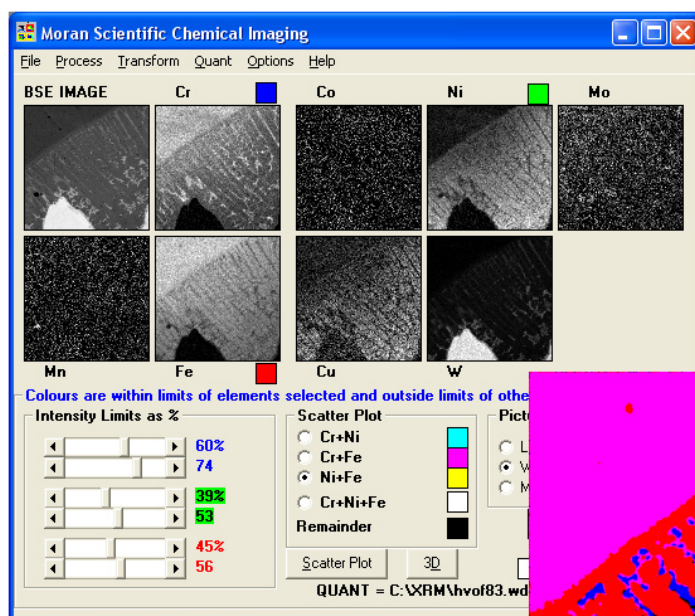 Moran Scientific Chemical Imaging
File Process Transform Quant Options Help
BSE IMAGE Cr Co Ni Mo
Mn Fe Cu W
Colours are within limits of elements selected and outside limits of othe
Intensity Limits as %
60%
74
39%
53
45%
56
Scatter Plot
Cr+Ni
Cr+Fe
Ni+Fe
Cr+Ni+Fe
Remainder
Scatter Plot 3D
Pictu
L
V
M
QUANT = C:\XRM\hvof83.wd